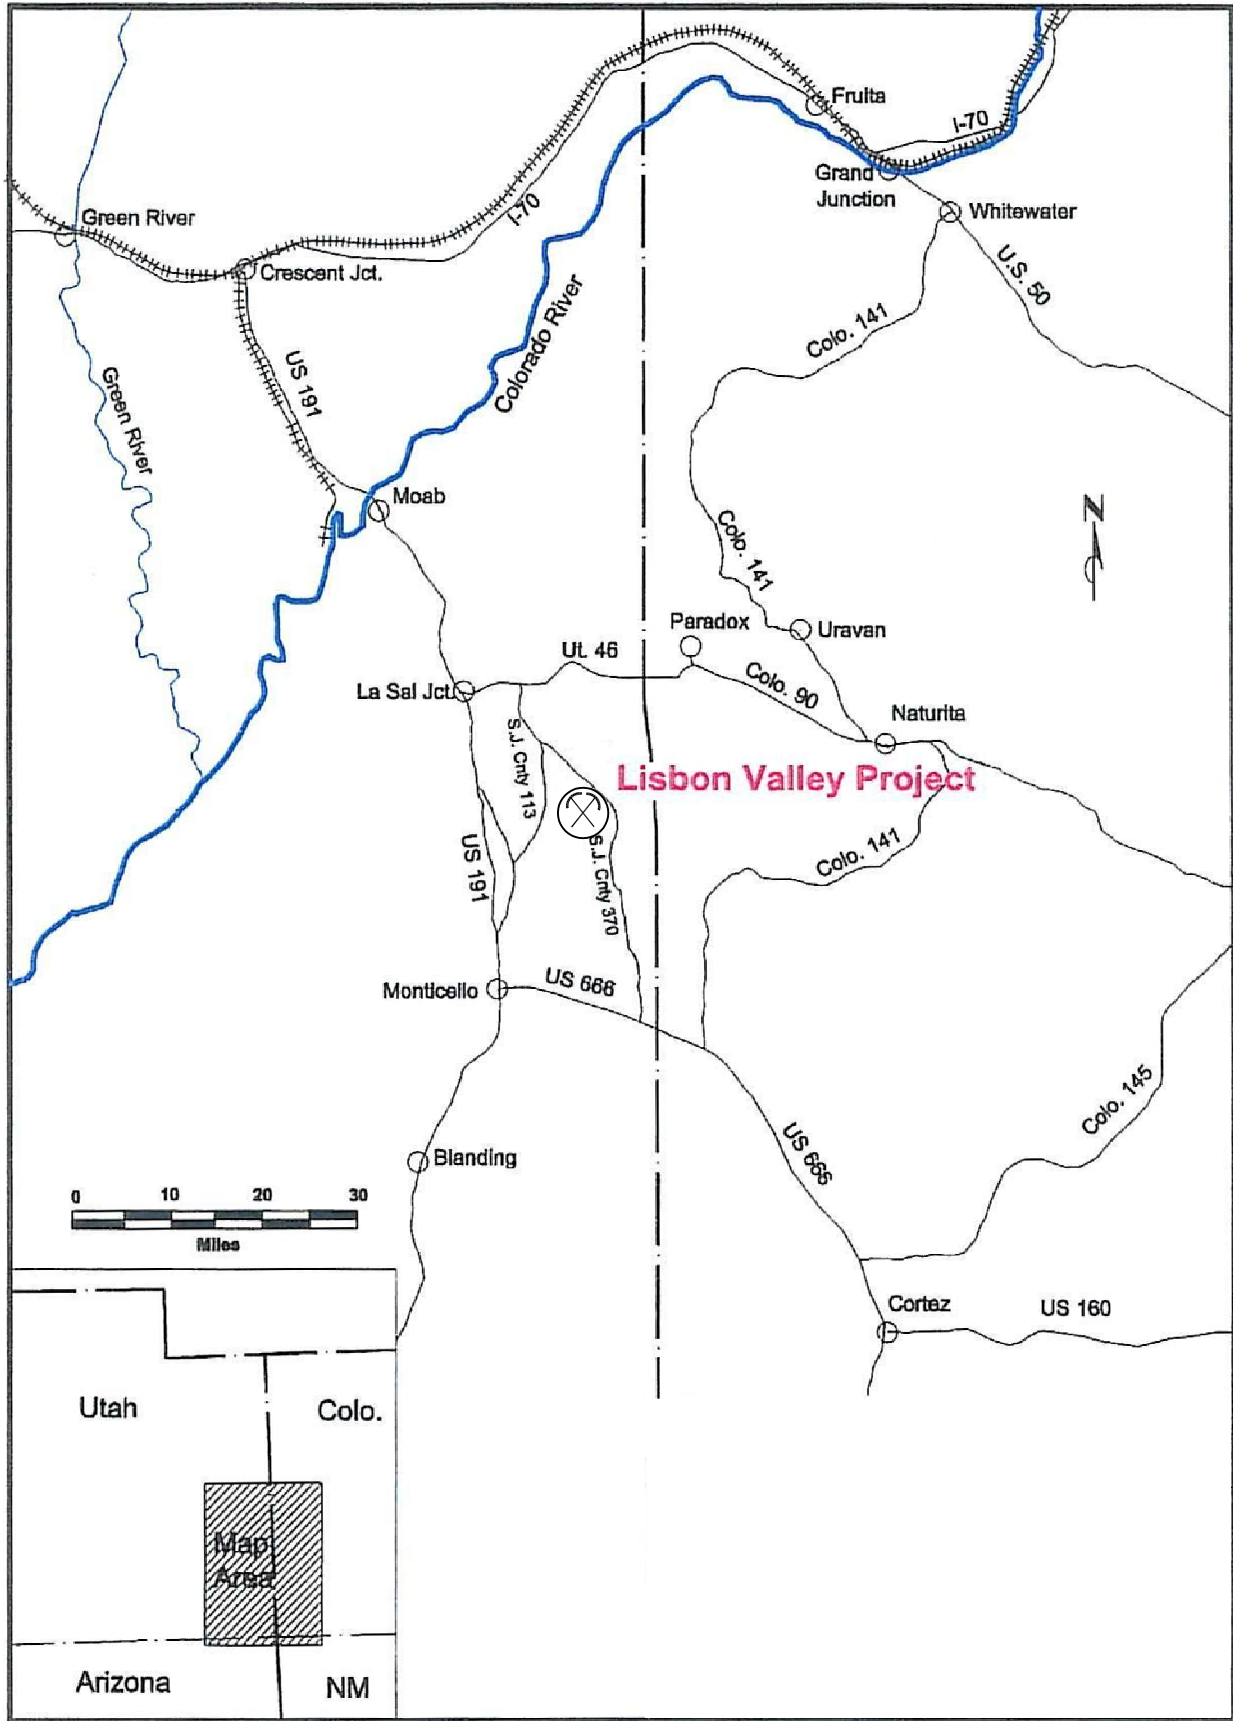 Fruita
I-70
Grand
Junction
Whitewater
Green River
I-70
Crescent Jct.
U.S. 50
Colo. 141
Colorado River
US 191
Green River
Moab
N
Colo. 141
Paradox
Uravan
Ut. 46
La Sal Jct.
Colo. 90
Naturita
S.J. Cnty 113
Lisbon Valley Project
US 191
Colo. 141
S.J. Cnty 370
US 666
Monticello
Colo. 145
US 666
Blanding
0 10 20 30
Miles
Cortez
US 160
Utah
Colo.
Map
Area
Arizona
NM